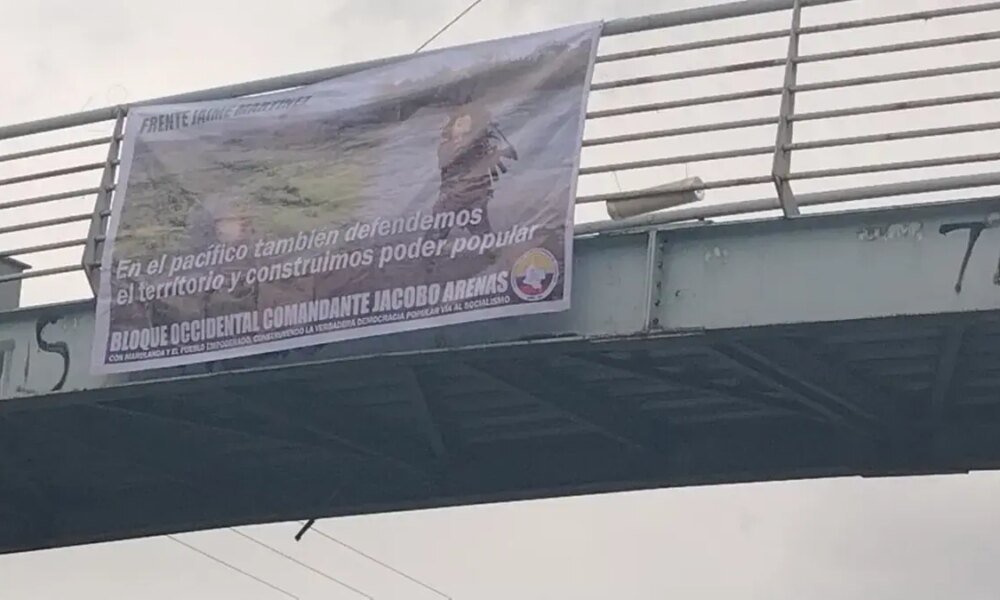 FRENTE JAIME MARTINEZ
En el pacífico también defendemos
el territorio y construimos poder popular
BLOQUE OCCIDENTAL COMANDANTE JACOBO ARENAS
CON MARULANDA Y EL PUEBLO EMPODERADO, CONSTRUYENDO LA VERDADERA DEMOCRACIA POPULAR VÍA AL SOCIALISMO